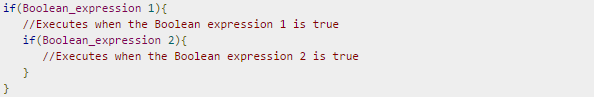 if(Boolean_expression 1){
//Executes when the Boolean expression 1 is true
if(Boolean_expression 2){
//Executes when the Boolean expression 2 is true
}
}